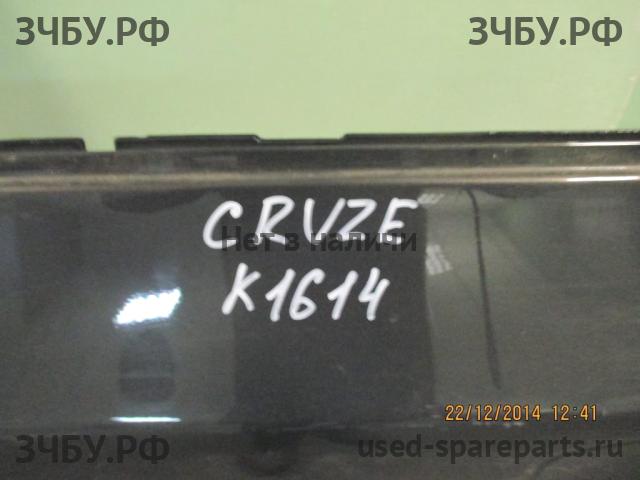 ЗЧБУ.РФ ЗЧБУ.РФ
CRUZE
Нет в наличи
K1614
22/12/2014 12:41
ЗЧБУ.РФ used-spareparts.ru